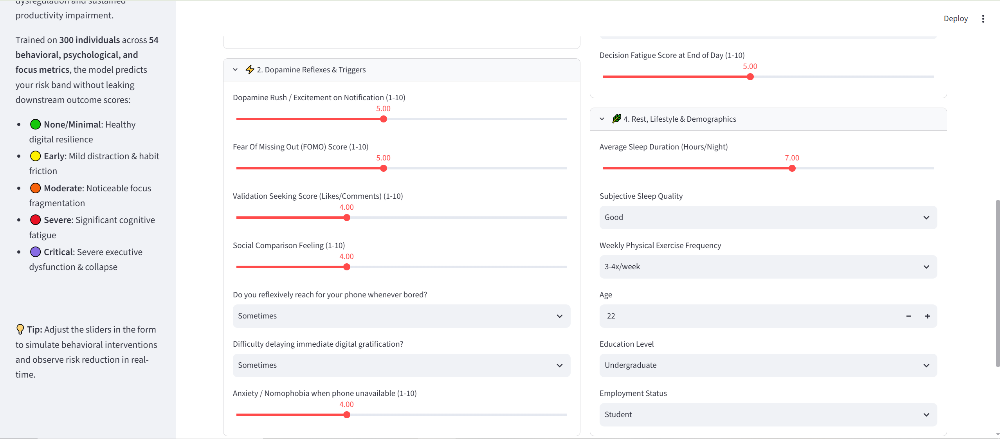 dysregulation and sustained
productivity impairment.
Trained on 300 individuals across 54
behavioral, psychological, and
focus metrics, the model predicts
your risk band without leaking
downstream outcome scores:
None/Minimal: Healthy
digital resilience
Early: Mild distraction & habit
friction
Moderate: Noticeable focus
fragmentation
Severe: Significant cognitive
fatigue
Critical: Severe executive
dysfunction & collapse
Tip: Adjust the sliders in the form
to simulate behavioral interventions
and observe risk reduction in real-
time.
Deploy
2. Dopamine Reflexes & Triggers
Dopamine Rush / Excitement on Notification (1-10)
5.00
Fear Of Missing Out (FOMO) Score (1-10)
5.00
Validation Seeking Score (Likes/Comments) (1-10)
4.00
Social Comparison Feeling (1-10)
4.00
Do you reflexively reach for your phone whenever bored?
Sometimes
Difficulty delaying immediate digital gratification?
Sometimes
Anxiety / Nomophobia when phone unavailable (1-10)
4.00
Decision Fatigue Score at End of Day (1-10)
5.00
4. Rest, Lifestyle & Demographics
Average Sleep Duration (Hours/Night)
7.00
Subjective Sleep Quality
Good
Weekly Physical Exercise Frequency
3-4x/week
Age
22
Education Level
Undergraduate
Employment Status
Student